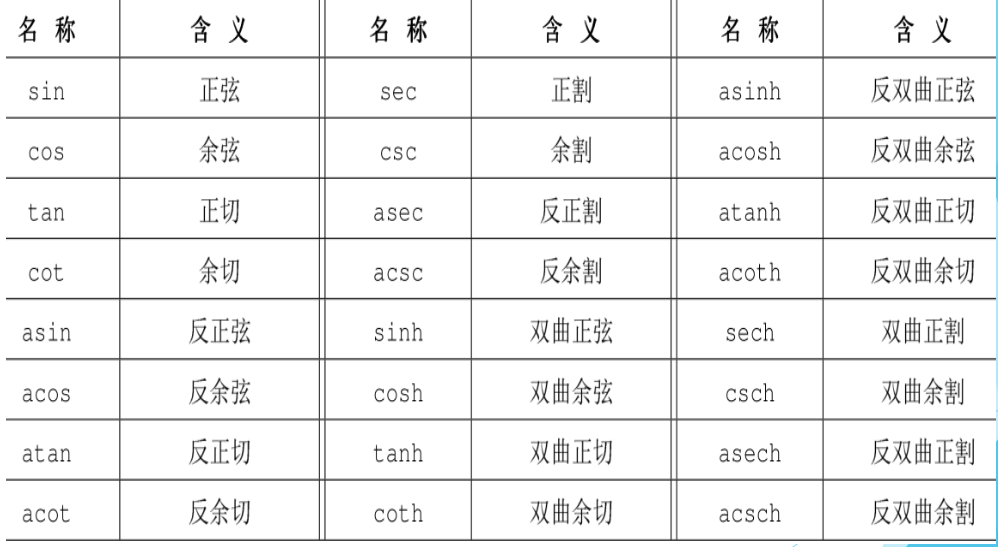 名 称 含 义 名 称 含 义 名 称 含 义
sin 正弦 sec 正割 asinh 反双曲正弦
cos 余弦 csc 余割 acosh 反双曲余弦
tan 正切 asec 反正割 atanh 反双曲正切
cot 余切 acsc 反余割 acoth 反双曲余切
asin 反正弦 sinh 双曲正弦 sech 双曲正割
acos 反余弦 cosh 双曲余弦 csch 双曲余割
atan 反正切 tanh 双曲正切 asech 反双曲正割
acot 反余切 coth 双曲余切 acsch 反双曲余割